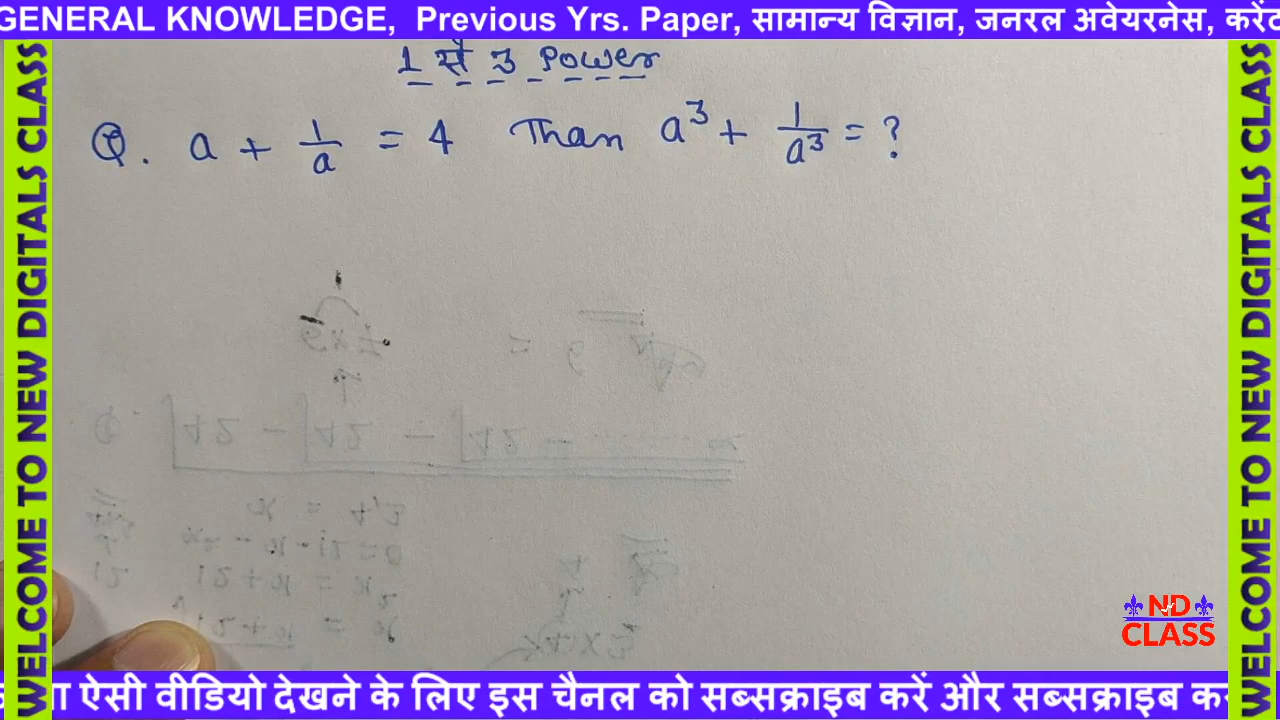 GENERAL KNOWLEDGE, Previous Yrs. Paper, सामान्य विज्ञान, जनरल अवेयरनेस, करेंट
WELCOME TO NEW DIGITALS CLASS
1 से 3 Power
Q. a + 1/a = 4 Than a³ + 1/a³ = ?
ND
CLASS
WELCOME TO NEW DIGITALS CLASS
ऐसी वीडियो देखने के लिए इस चैनल को सब्सक्राइब करें और सब्सक्राइब